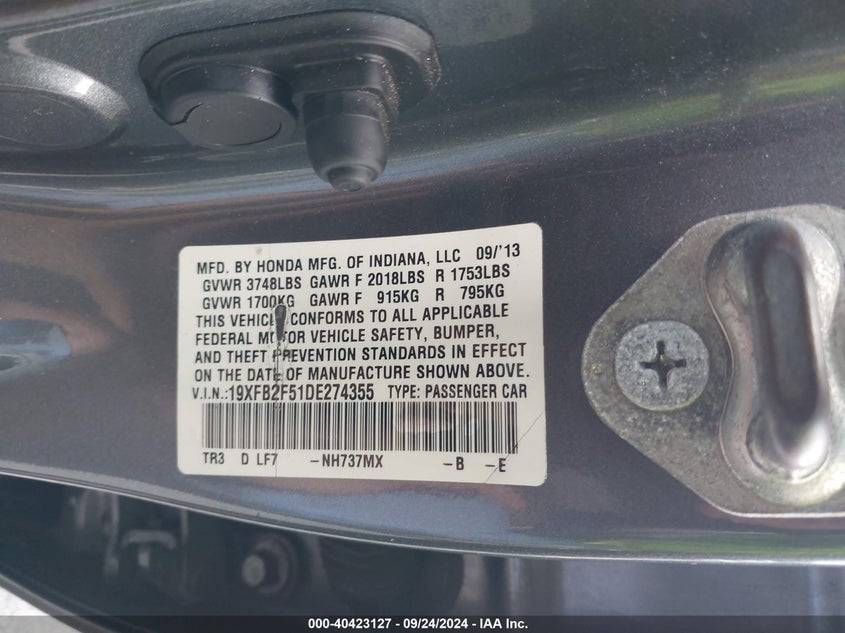 MFD. BY HONDA MFG. OF INDIANA, LLC 09/'13
GVWR 3748LBS GAWR F 2018LBS R 1753LBS
GVWR 1700KG GAWR F 915KG R 795KG
THIS VEHICLE CONFORMS TO ALL APPLICABLE
FEDERAL MOTOR VEHICLE SAFETY, BUMPER,
AND THEFT PREVENTION STANDARDS IN EFFECT
ON THE DATE OF MANUFACTURE SHOWN ABOVE.
V.I.N.:19XFB2F51DE274355 TYPE: PASSENGER CAR
TR3 D LF7 -NH737MX -B -E
000-40423127 - 09/24/2024 - IAA Inc.